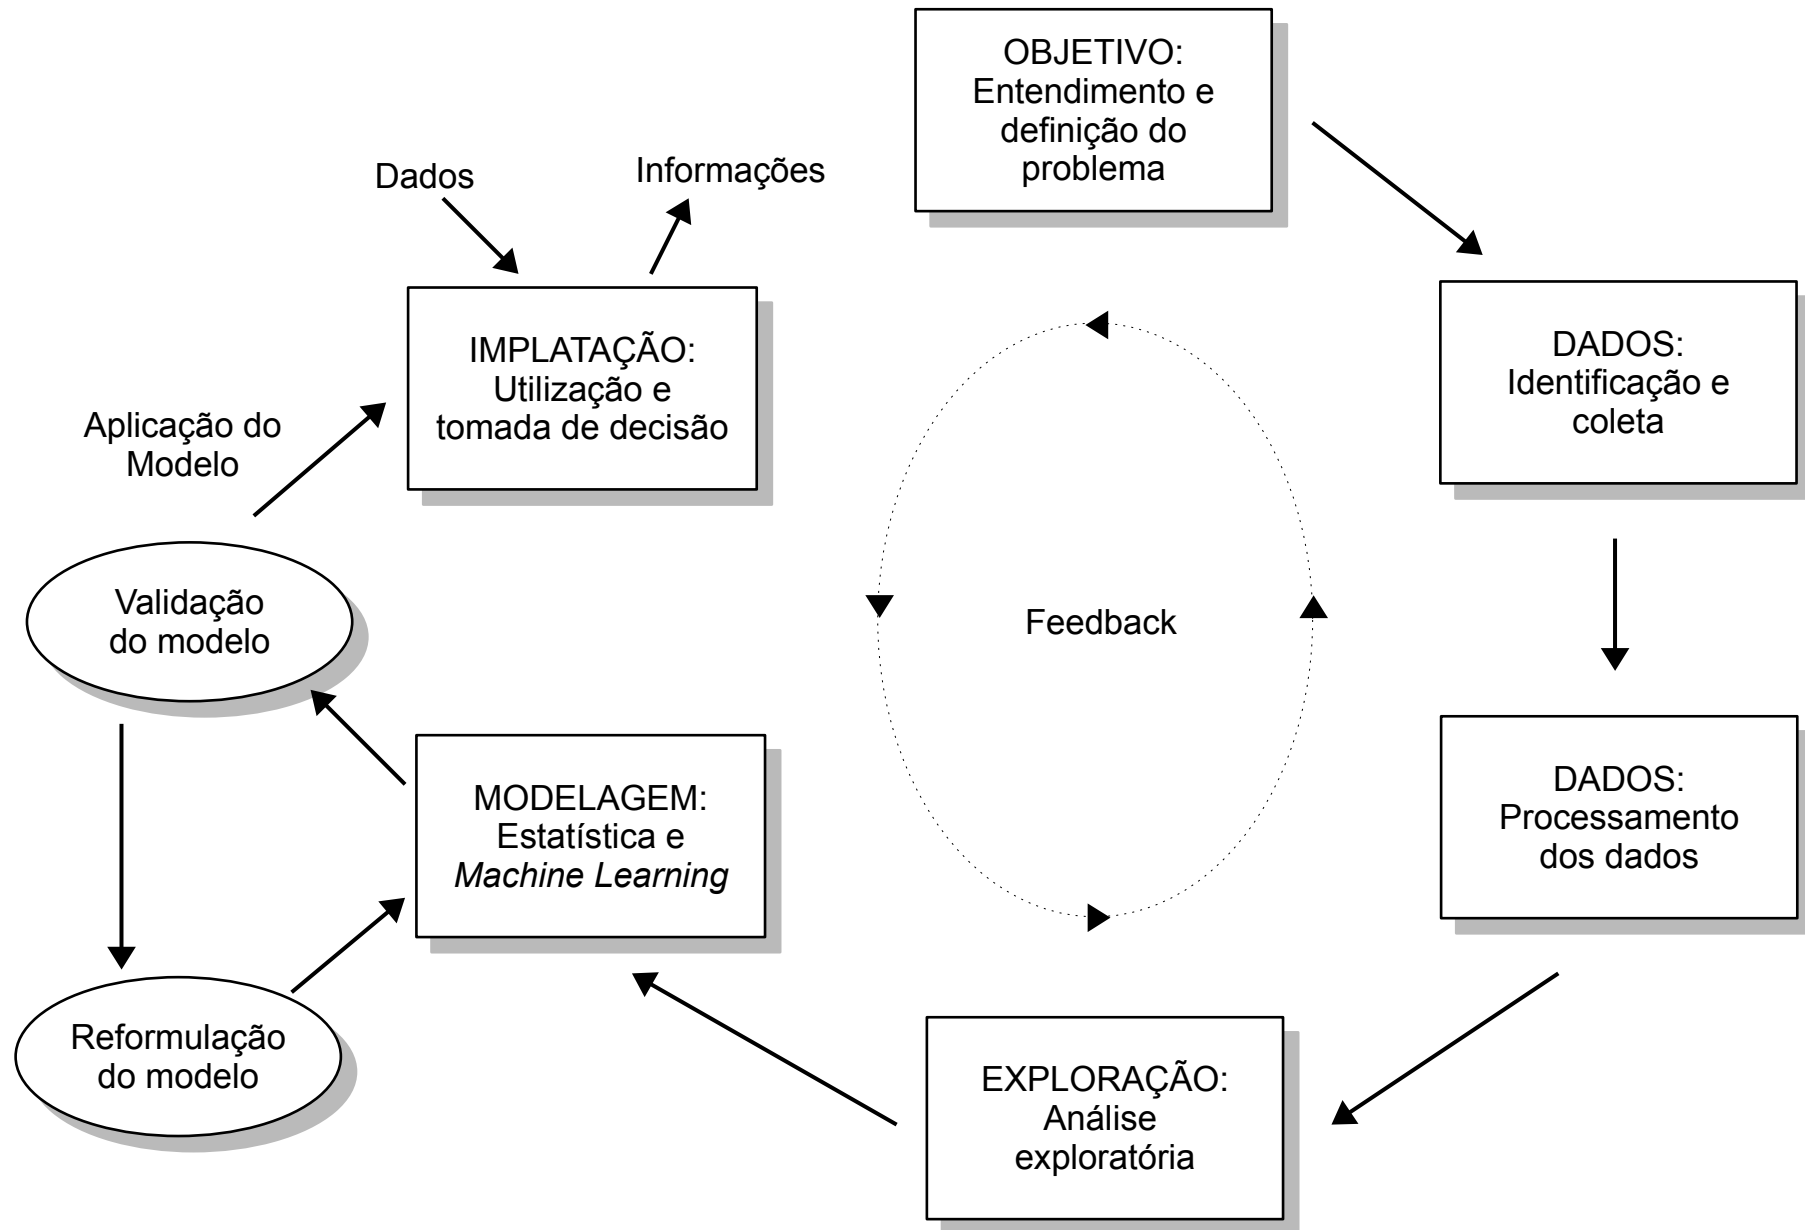 OBJETIVO:
Entendimento e
definição do
problema
Dados
Informações
IMPLATAÇÃO:
Utilização e
tomada de decisão
DADOS:
Identificação e
coleta
Aplicação do
Modelo
Validação
do modelo
Feedback
MODELAGEM:
Estatística e
Machine Learning
DADOS:
Processamento
dos dados
Reformulação
do modelo
EXPLORAÇÃO:
Análise
exploratória